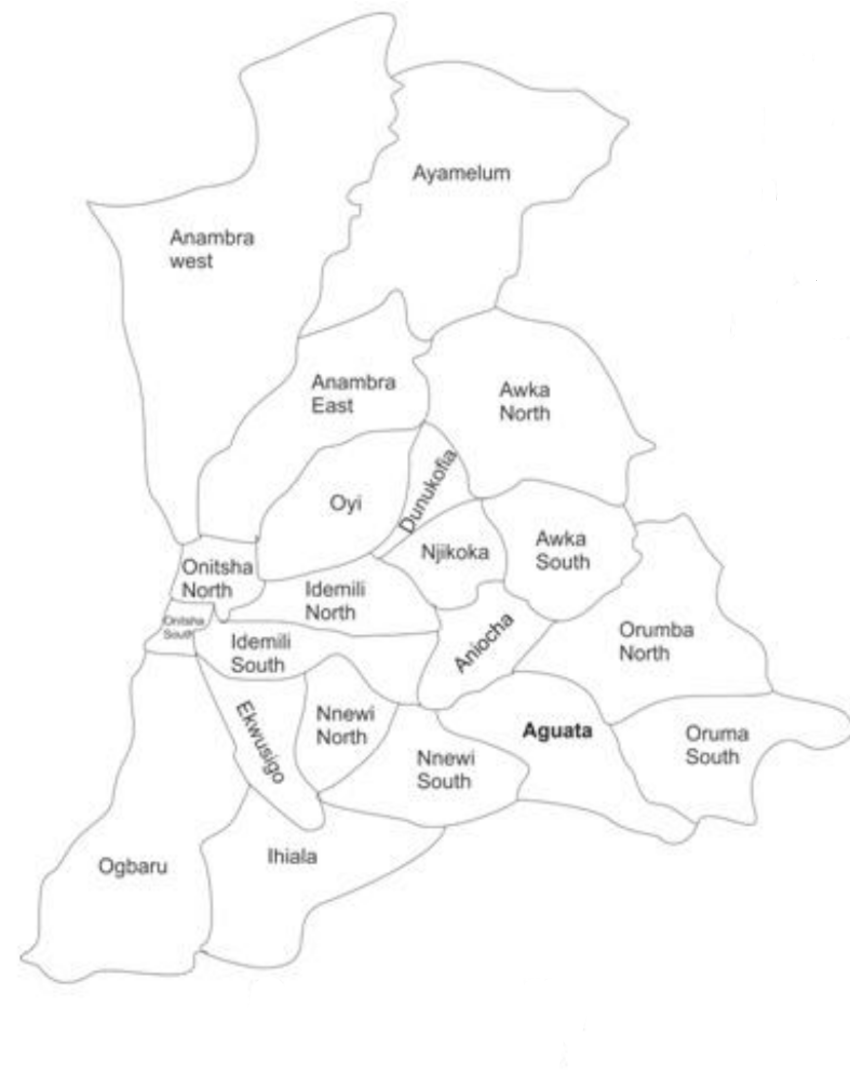 Ayamelum
Anambra
west
Anambra
East
Awka
North
Dunukofia
Oyi
Awka
South
Njikoka
Onitsha
North
Idemili
North
Onitsha
South
Aniocha
Orumba
North
Idemili
South
Ekwusigo
Nnewi
North
Aguata
Oruma
South
Nnewi
South
Ihiala
Ogbaru